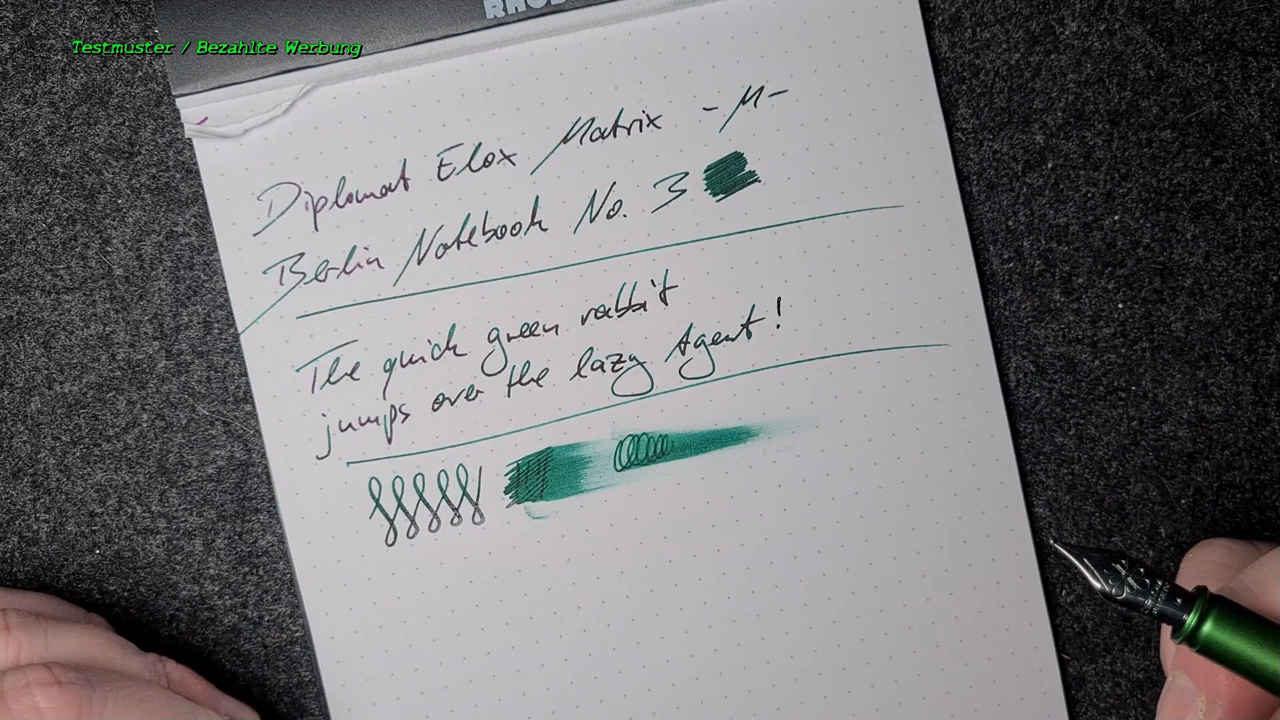 RHOD
Testmuster / Bezahlte Werbung
Diplomat Elox Matrix -M-
Berlin Notebook No. 3
The quick green rabbit
jumps over the lazy Agent!